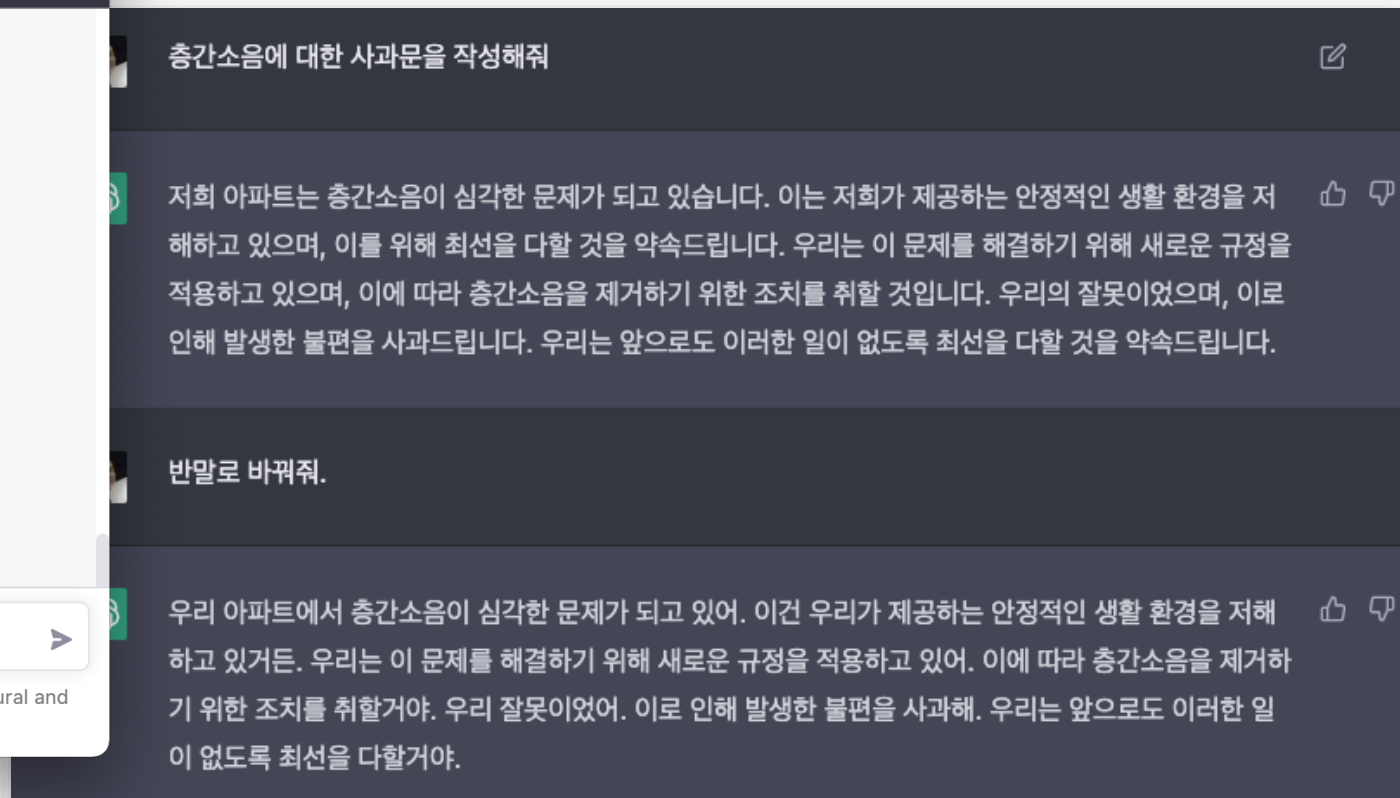 층간소음에 대한 사과문을 작성해줘
저희 아파트는 층간소음이 심각한 문제가 되고 있습니다. 이는 저희가 제공하는 안정적인 생활 환경을 저
해하고 있으며, 이를 위해 최선을 다할 것을 약속드립니다. 우리는 이 문제를 해결하기 위해 새로운 규정을
적용하고 있으며, 이에 따라 층간소음을 제거하기 위한 조치를 취할 것입니다. 우리의 잘못이었으며, 이로
인해 발생한 불편을 사과드립니다. 우리는 앞으로도 이러한 일이 없도록 최선을 다할 것을 약속드립니다.
반말로 바꿔줘.
우리 아파트에서 층간소음이 심각한 문제가 되고 있어. 이건 우리가 제공하는 안정적인 생활 환경을 저해
하고 있거든. 우리는 이 문제를 해결하기 위해 새로운 규정을 적용하고 있어. 이에 따라 층간소음을 제거하
기 위한 조치를 취할거야. 우리 잘못이었어. 이로 인해 발생한 불편을 사과해. 우리는 앞으로도 이러한 일
이 없도록 최선을 다할거야.
ural and